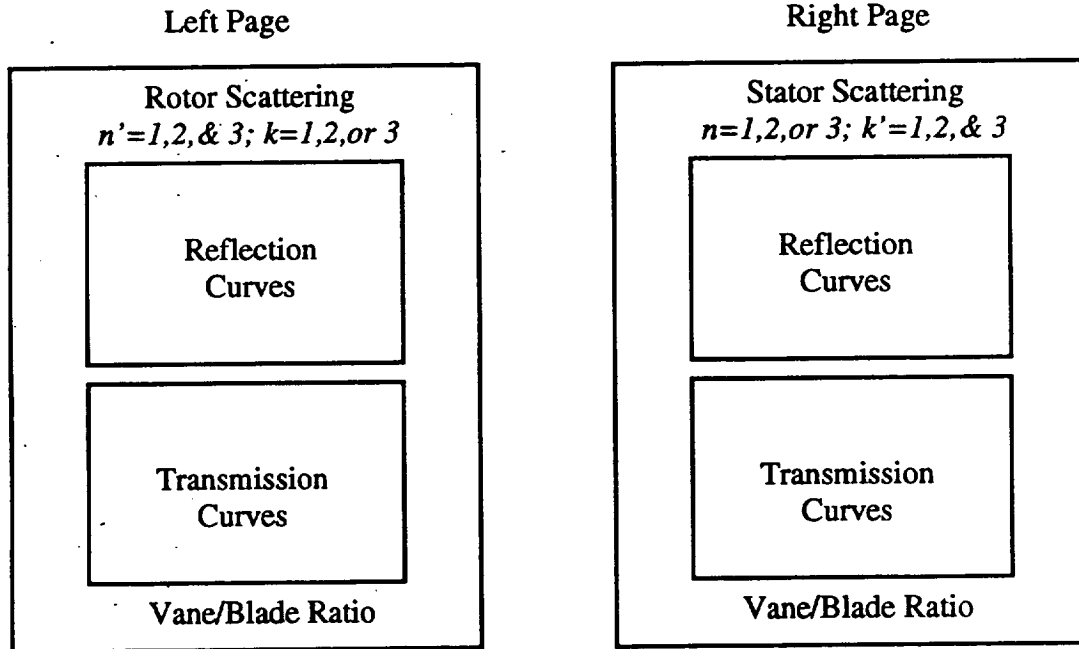 Left Page
Rotor Scattering
n'=1,2,& 3; k=1,2,or 3
Reflection
Curves
Transmission
Curves
Vane/Blade Ratio
Right Page
Stator Scattering
n=1,2,or 3; k'=1,2,& 3
Reflection
Curves
Transmission
Curves
Vane/Blade Ratio